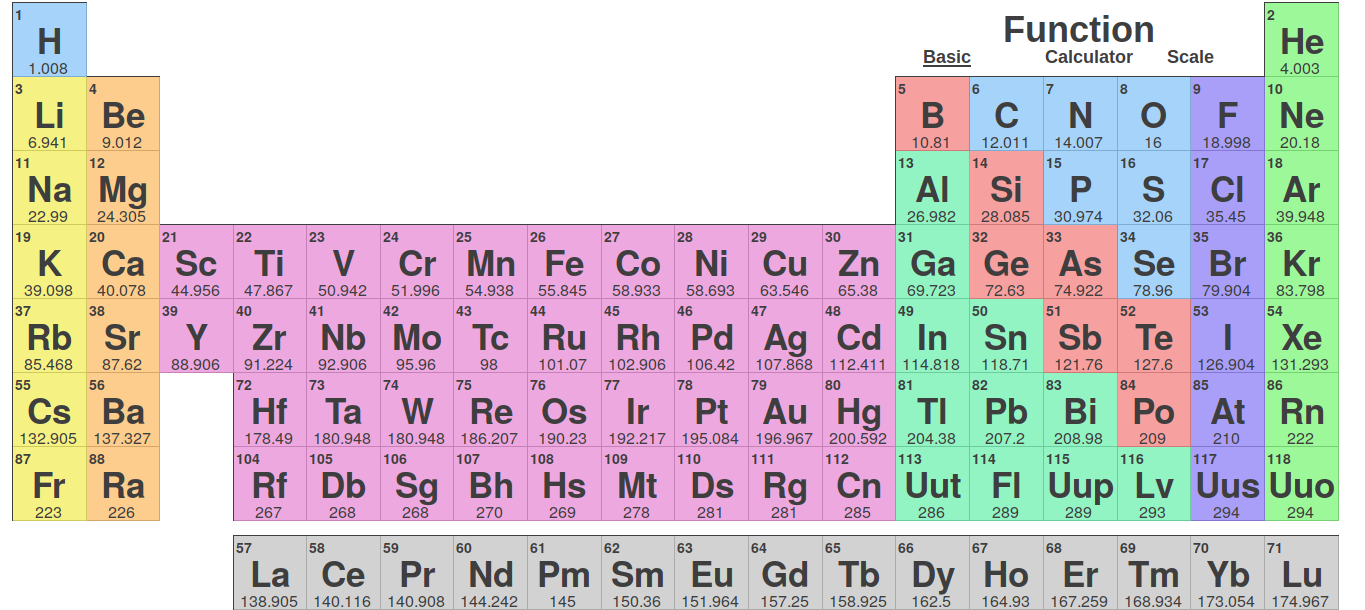 1 Function 2
H He
Basic Calculator Scale
1.008 4.003
3 4 5 6 7 8 9 10
Li Be B C N O F Ne
6.941 9.012 10.81 12.011 14.007 16 18.998 20.18
11 12 13 14 15 16 17 18
Na Mg Al Si P S Cl Ar
22.99 24.305 26.982 28.085 30.974 32.06 35.45 39.948
19 20 21 22 23 24 25 26 27 28 29 30 31 32 33 34 35 36
K Ca Sc Ti V Cr Mn Fe Co Ni Cu Zn Ga Ge As Se Br Kr
39.098 40.078 44.956 47.867 50.942 51.996 54.938 55.845 58.933 58.693 63.546 65.38 69.723 72.63 74.922 78.96 79.904 83.798
37 38 39 40 41 42 43 44 45 46 47 48 49 50 51 52 53 54
Rb Sr Y Zr Nb Mo Tc Ru Rh Pd Ag Cd In Sn Sb Te I Xe
85.468 87.62 88.906 91.224 92.906 95.96 98 101.07 102.906 106.42 107.868 112.411 114.818 118.71 121.76 127.6 126.904 131.293
55 56 72 73 74 75 76 77 78 79 80 81 82 83 84 85 86
Cs Ba Hf Ta W Re Os Ir Pt Au Hg Tl Pb Bi Po At Rn
132.905 137.327 178.49 180.948 180.948 186.207 190.23 192.217 195.084 196.967 200.592 204.38 207.2 208.98 209 210 222
87 88 104 105 106 107 108 109 110 111 112 113 114 115 116 117 118
Fr Ra Rf Db Sg Bh Hs Mt Ds Rg Cn Uut Fl Uup Lv Uus Uuo
223 226 267 268 268 270 269 278 281 281 285 286 289 289 293 294 294
57 58 59 60 61 62 63 64 65 66 67 68 69 70 71
La Ce Pr Nd Pm Sm Eu Gd Tb Dy Ho Er Tm Yb Lu
138.905 140.116 140.908 144.242 145 150.36 151.964 157.25 158.925 162.5 164.93 167.259 168.934 173.054 174.967